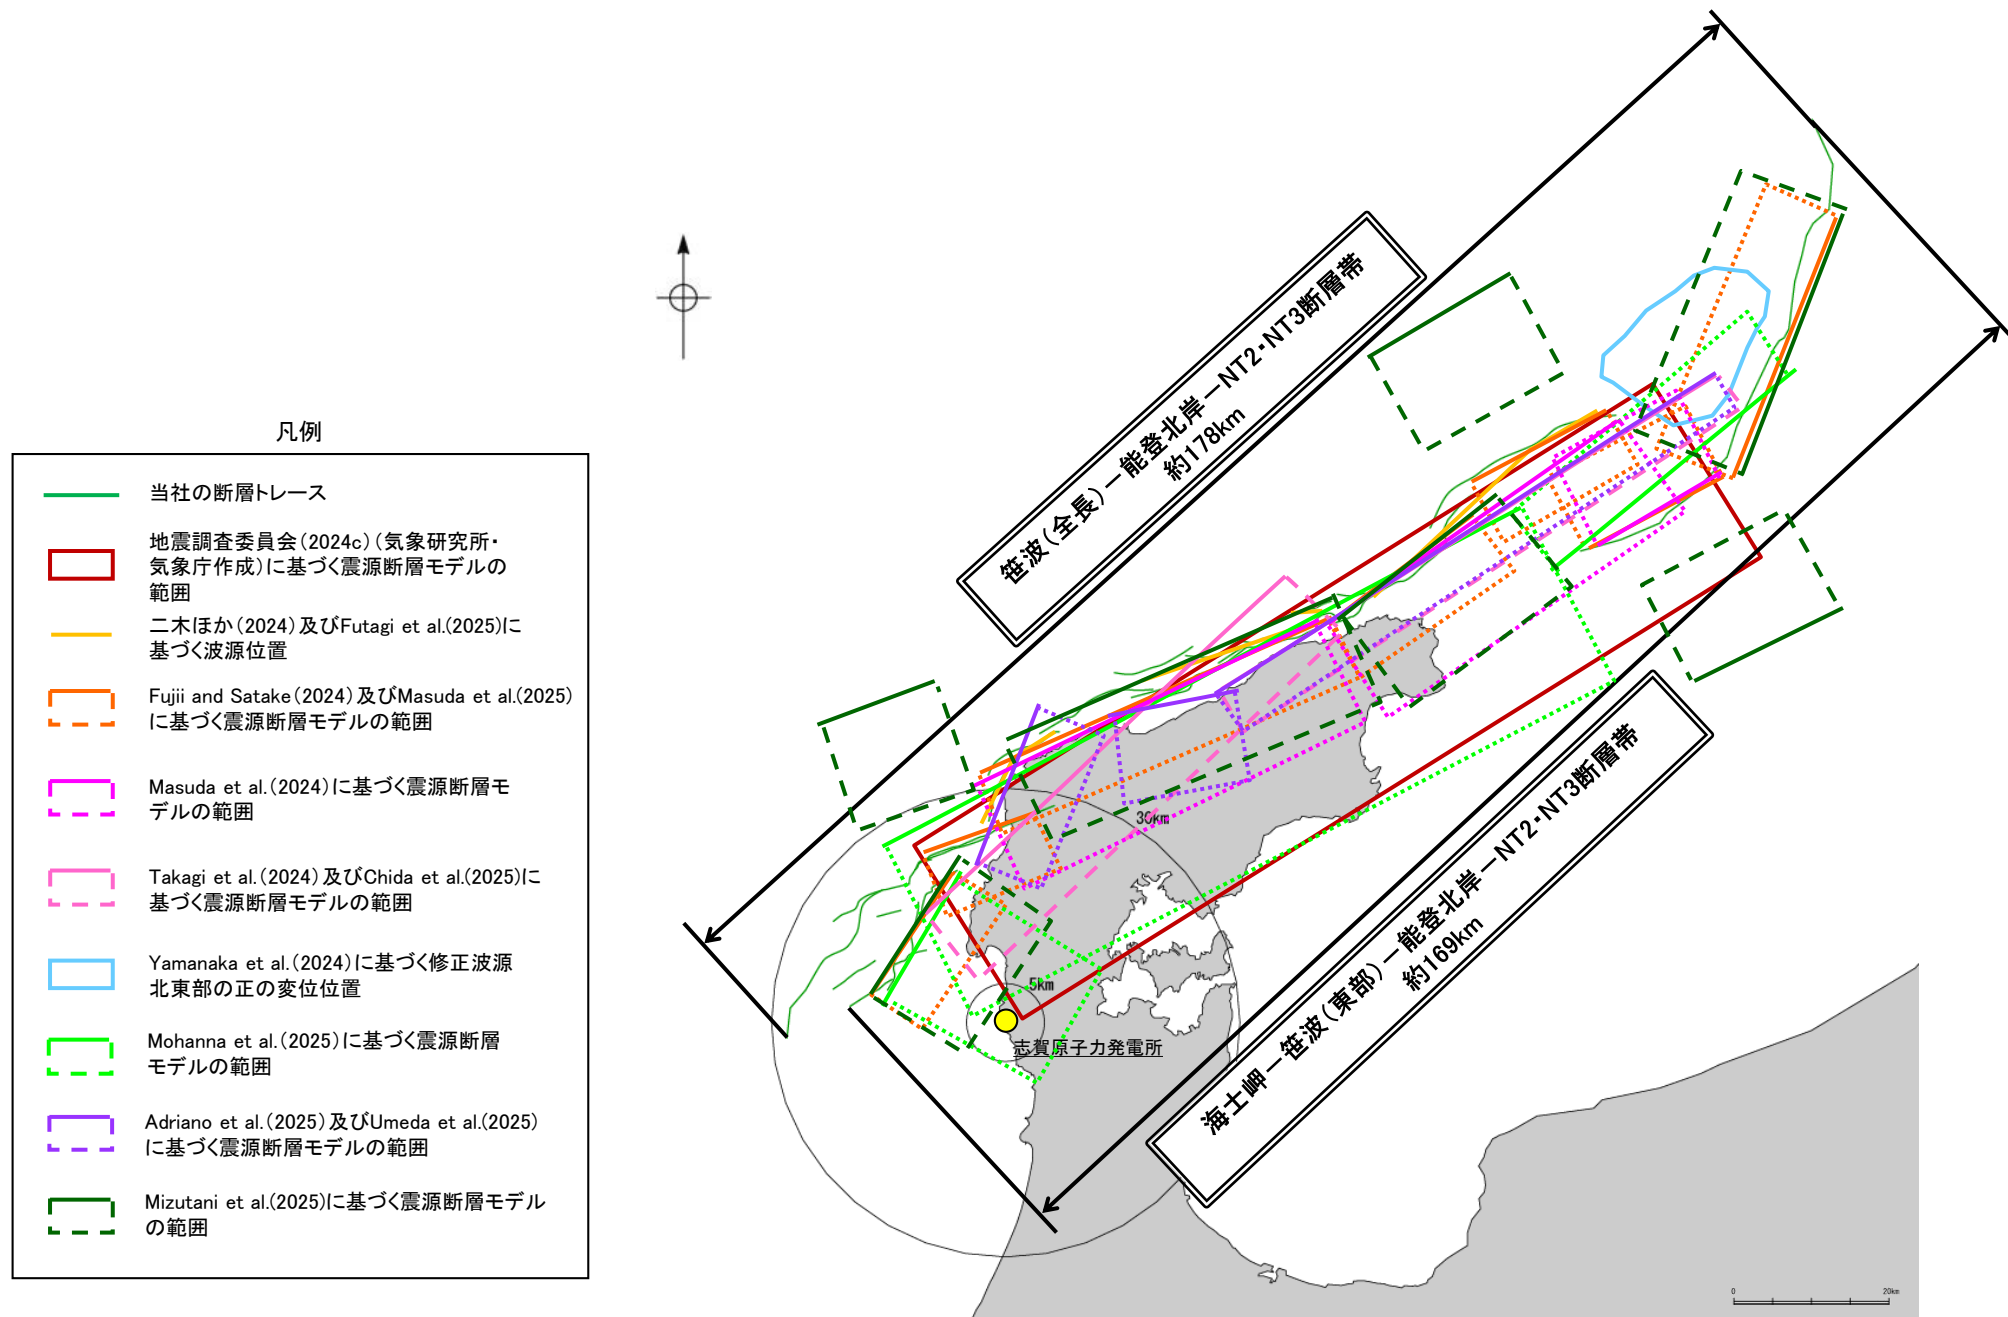 凡例
当社の断層トレース
地震調査委員会(2024c)(気象研究所・
気象庁作成)に基づく震源断層モデルの
範囲
二木ほか(2024)及びFutagi et al.(2025)に
基づく波源位置
Fujii and Satake(2024)及びMasuda et al.(2025)
に基づく震源断層モデルの範囲
Masuda et al.(2024)に基づく震源断層モ
デルの範囲
Takagi et al.(2024)及びChida et al.(2025)に
基づく震源断層モデルの範囲
Yamanaka et al.(2024)に基づく修正波源
北東部の正の変位位置
Mohanna et al.(2025)に基づく震源断層
モデルの範囲
Adriano et al.(2025)及びUmeda et al.(2025)
に基づく震源断層モデルの範囲
Mizutani et al.(2025)に基づく震源断層モデル
の範囲
笹波(全長)-能登北岸-NT2・NT3断層帯
約178km
海士岬-笹波(東部)-能登北岸-NT2・NT3断層帯
約169km
30km
5km
志賀原子力発電所
0
20km